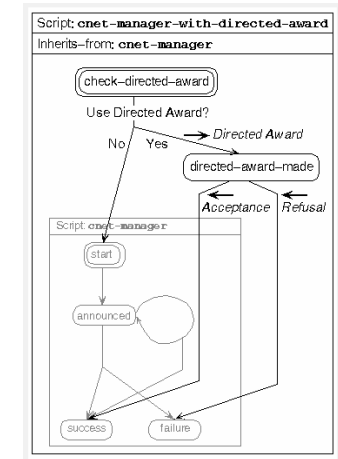 Script: cnet-manager-with-directed-award
Inherits-from: cnet-manager
check-directed-award
Use Directed Award?
No Yes Directed Award
directed-award-made
Acceptance Refusal
Script: cnet-manager
start
announced
success failure